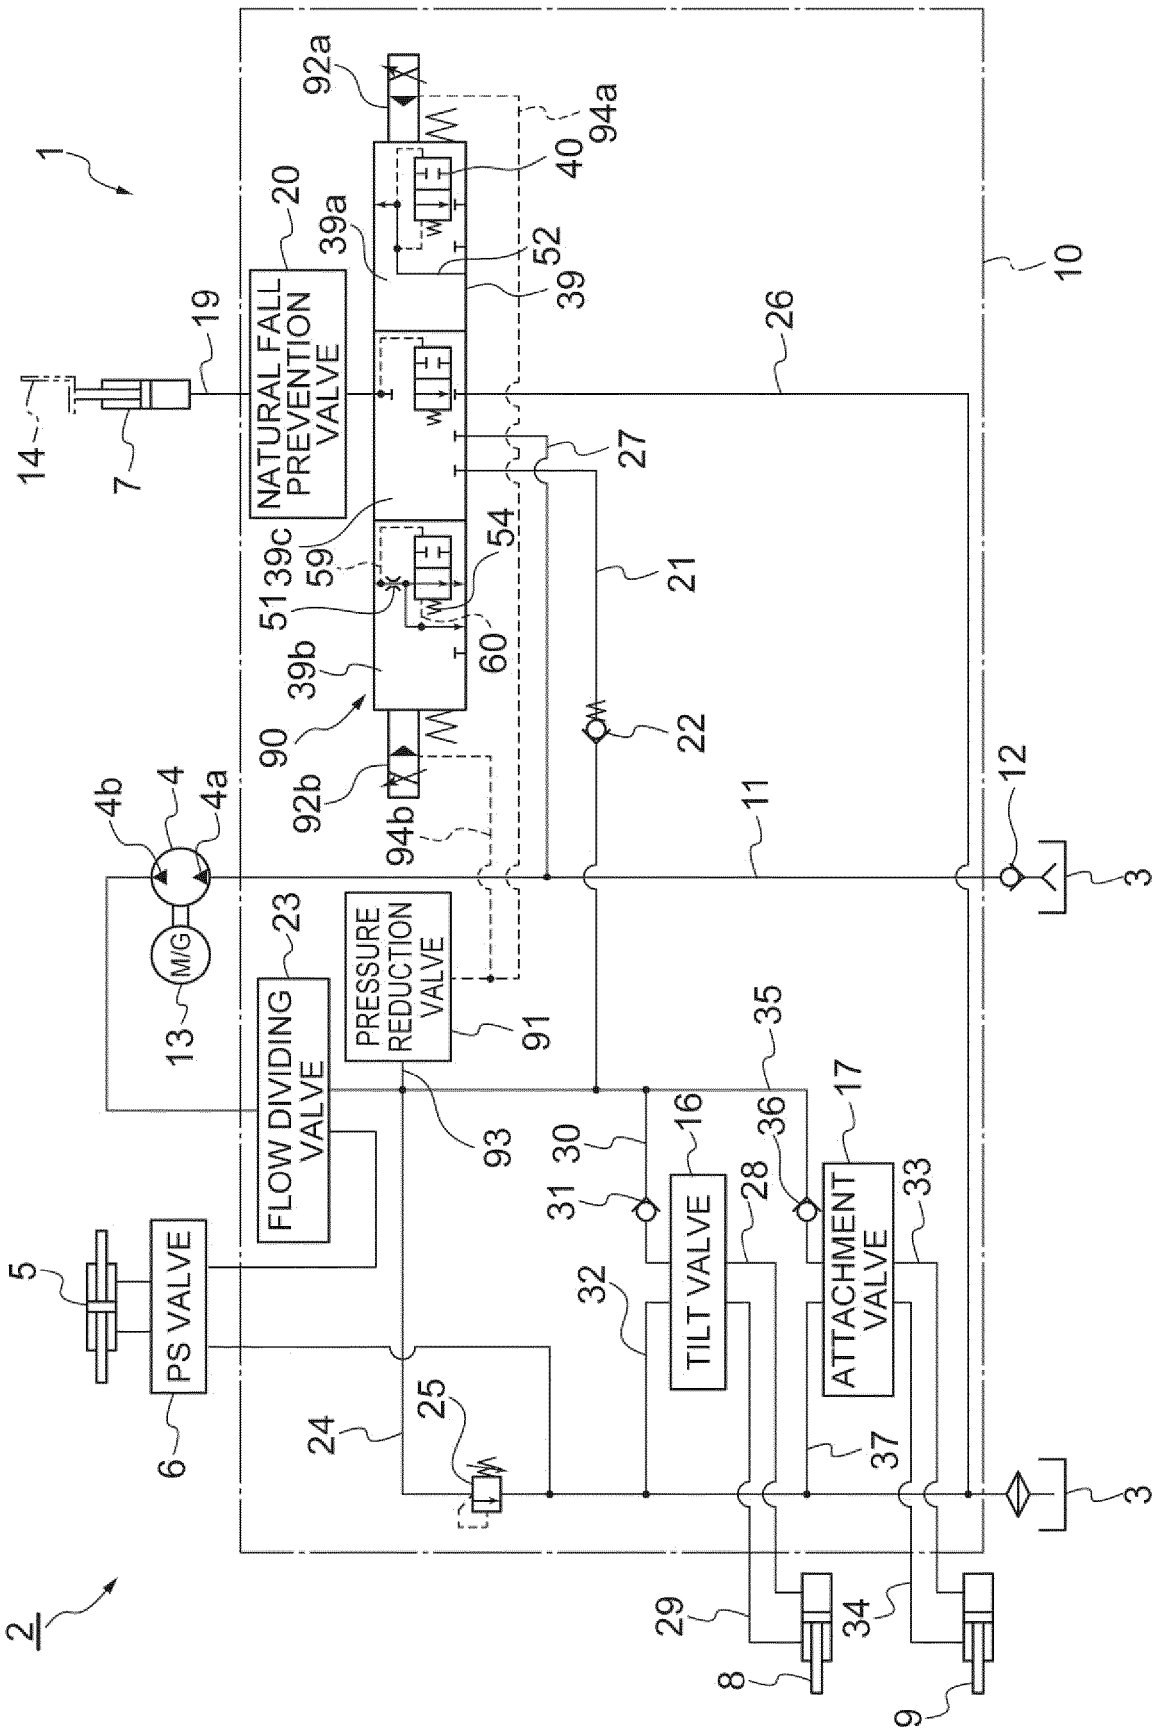 2
5
14
1
4b
7
6
PS VALVE
13
M/G
4
4a
19
23
20
FLOW DIVIDING
VALVE
NATURAL FALL
PREVENTION
VALVE
90
51
39c
59
39b
39a
92b
92a
24
25
PRESSURE
REDUCTION
VALVE
94b
93
91
60
54
52
39
40
94a
32
31
30
27
29
16
21
22
TILT VALVE
28
8
36
35
11
26
34
37
ATTACHMENT
VALVE
17
33
9
12
10
3
3